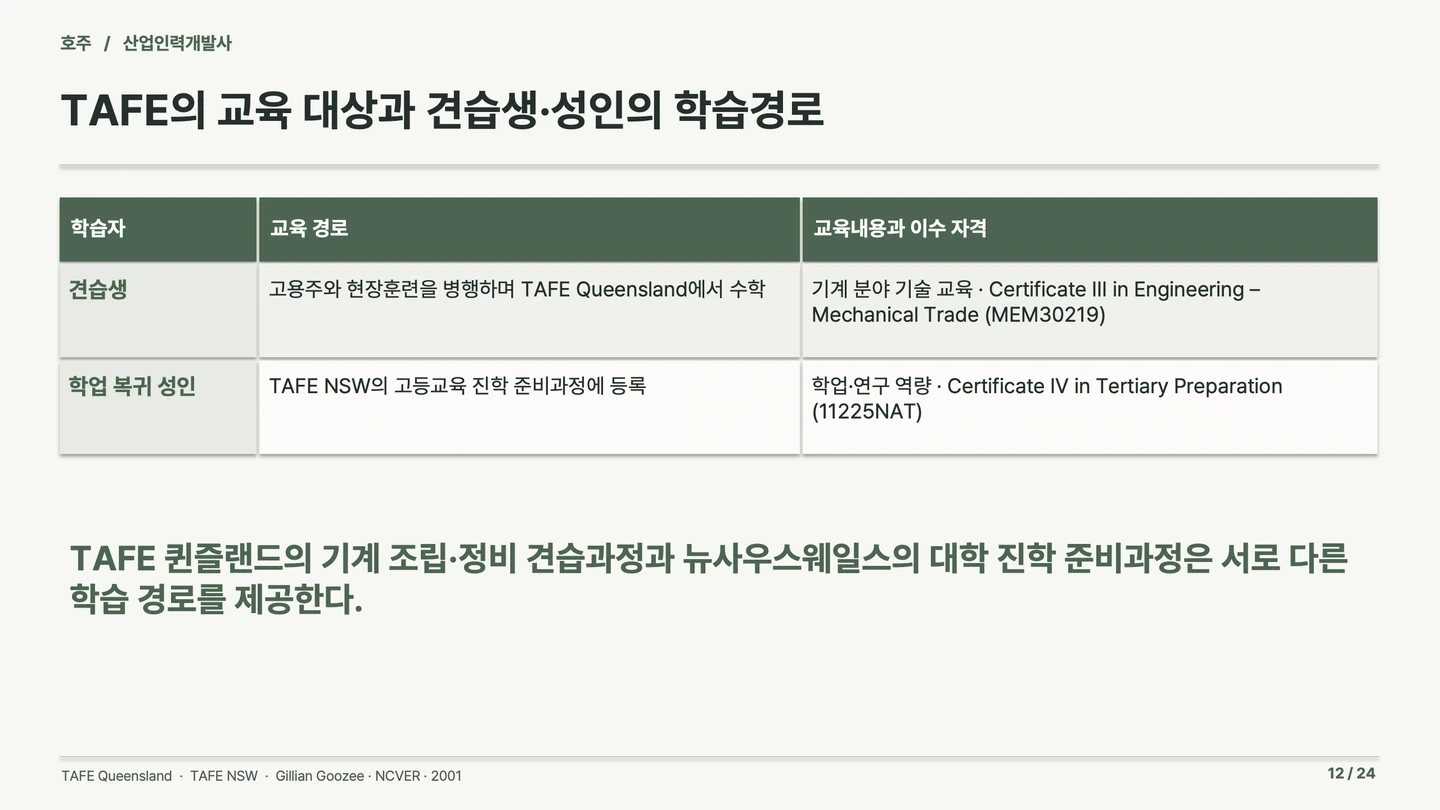 호주 / 산업인력개발사
TAFE의 교육 대상과 견습생·성인의 학습경로
학습자
교육 경로
교육내용과 이수 자격
견습생
고용주와 현장훈련을 병행하며 TAFE Queensland에서 수학
기계 분야 기술 교육 · Certificate III in Engineering –
Mechanical Trade (MEM30219)
학업 복귀 성인
TAFE NSW의 고등교육 진학 준비과정에 등록
학업·연구 역량 · Certificate IV in Tertiary Preparation
(11225NAT)
TAFE 퀸즐랜드의 기계 조립·정비 견습과정과 뉴사우스웨일스의 대학 진학 준비과정은 서로 다른
학습 경로를 제공한다.
TAFE Queensland · TAFE NSW · Gillian Goozee · NCVER · 2001
12 / 24